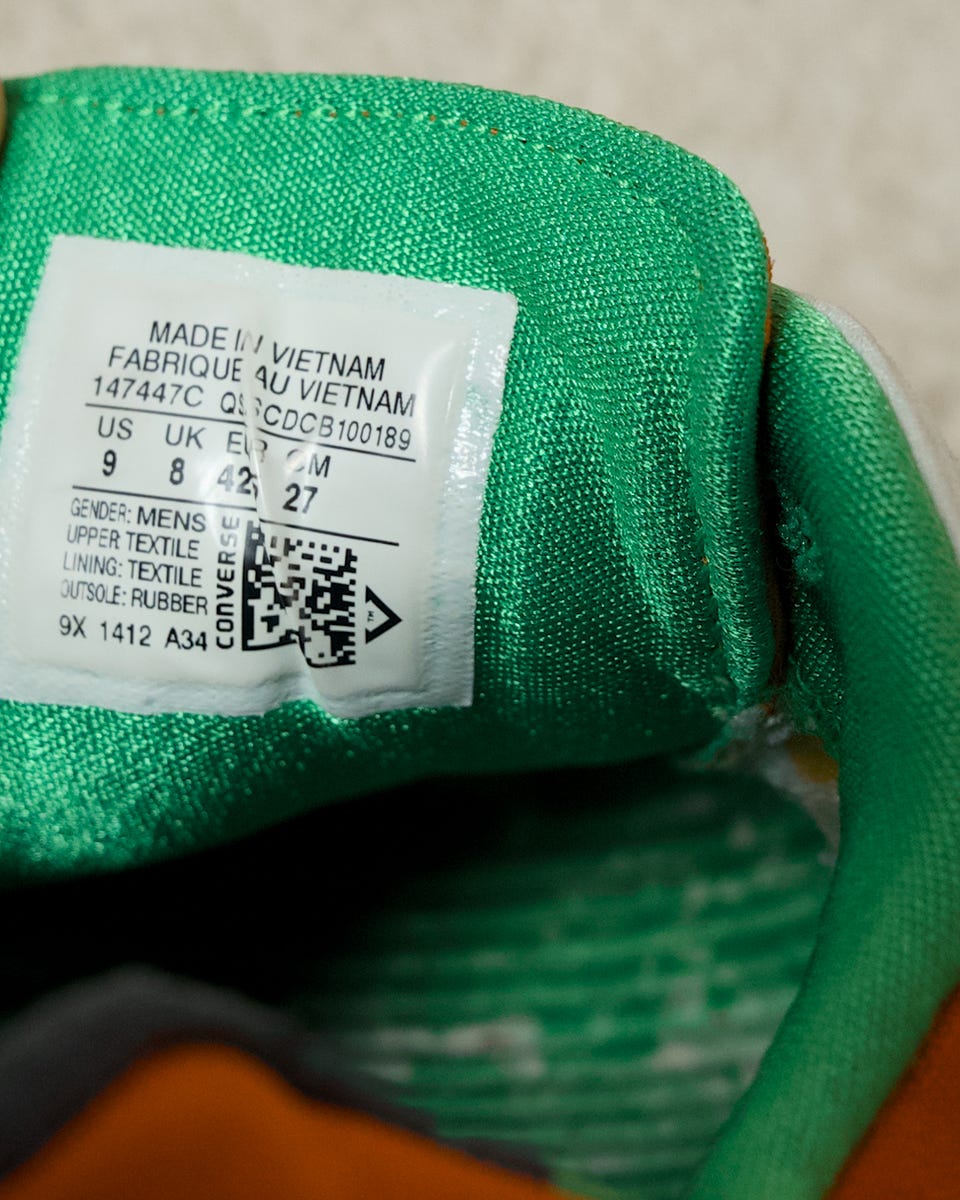 MADE IN VIETNAM
FABRIQUE AU VIETNAM
147447C
US UK EUR CM
9 8 42 27
GENDER: MENS
UPPER TEXTILE
LINING: TEXTILE
OUTSOLE: RUBBER
9X 1412 A34
CONVERSE
TM